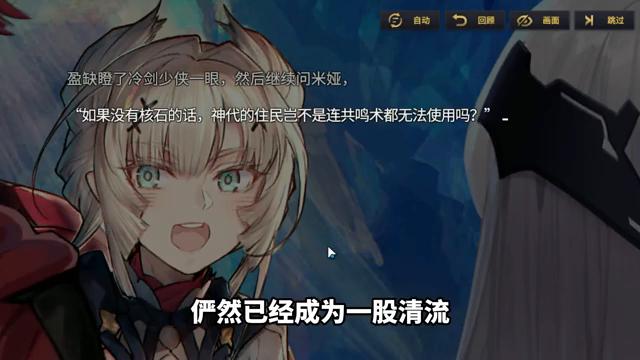 自动 回顾 画面 跳过
盈缺瞪了冷剑少侠一眼，然后继续问米娅，
“如果没有核石的话，神代的住民岂不是连共鸣术都无法使用吗？”
俨然已经成为一股清流